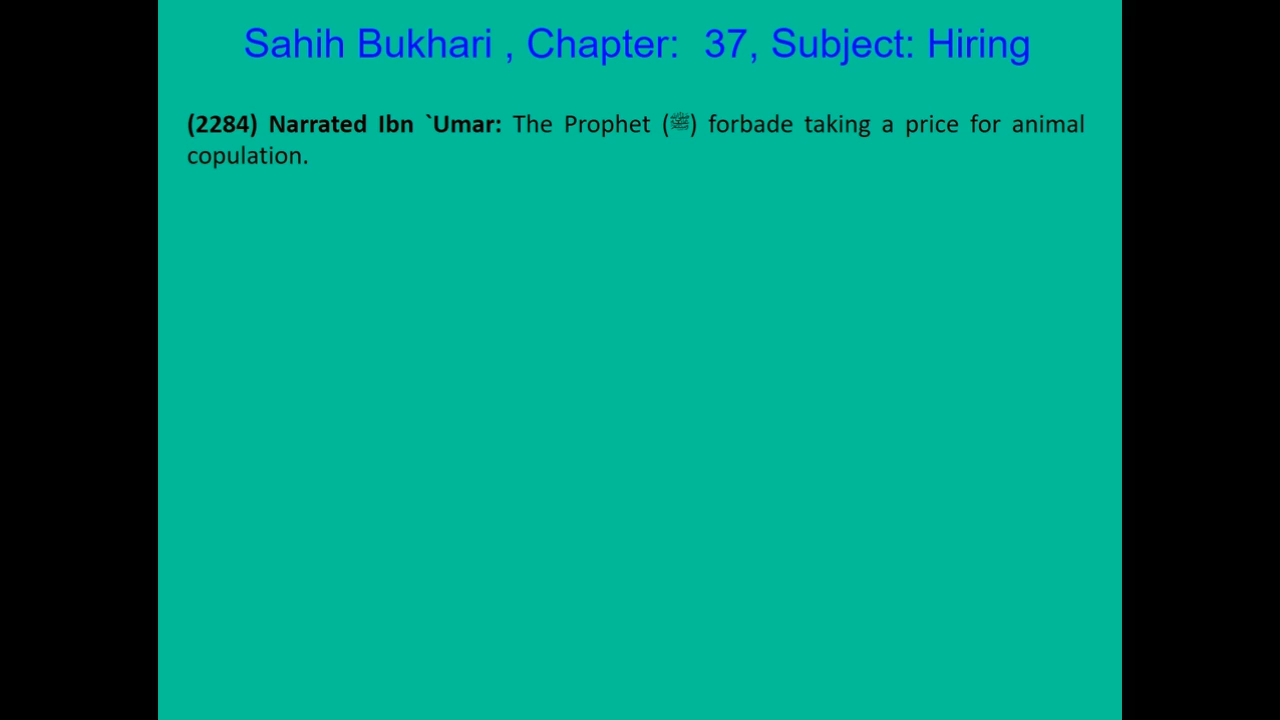 Sahih Bukhari , Chapter:  37, Subject: Hiring
(2284) Narrated Ibn `Umar: The Prophet (ﷺ) forbade taking a price for animal
copulation.